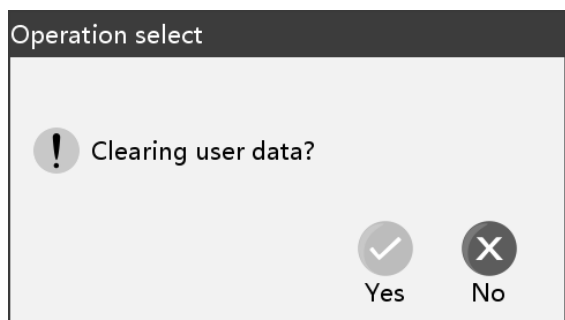 Operation select
Clearing user data?
Yes No